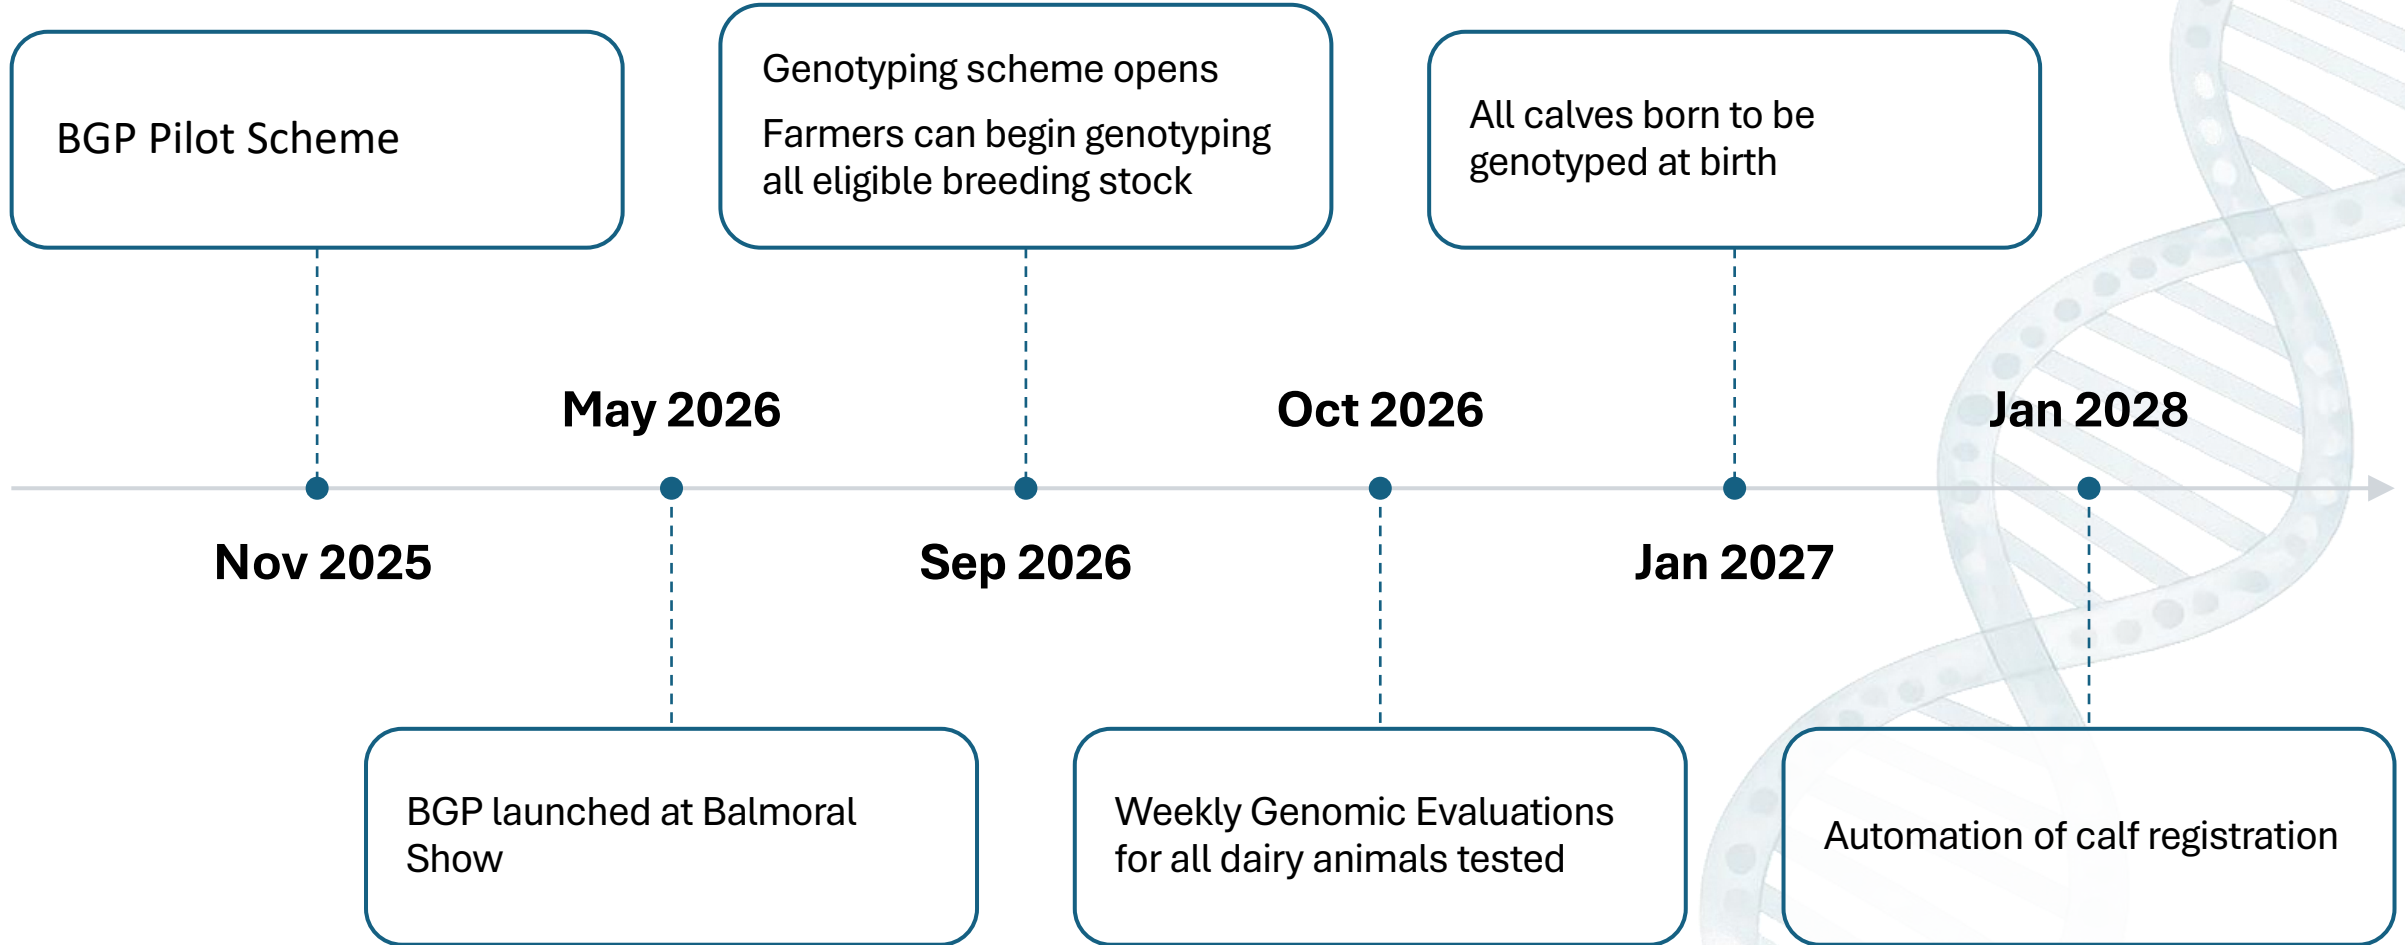 BGP Pilot Scheme
Nov 2025
May 2026
BGP launched at Balmoral
Show
Genotyping scheme opens
Farmers can begin genotyping
all eligible breeding stock
Sep 2026
Oct 2026
Weekly Genomic Evaluations
for all dairy animals tested
All calves born to be
genotyped at birth
Jan 2027
Jan 2028
Automation of calf registration